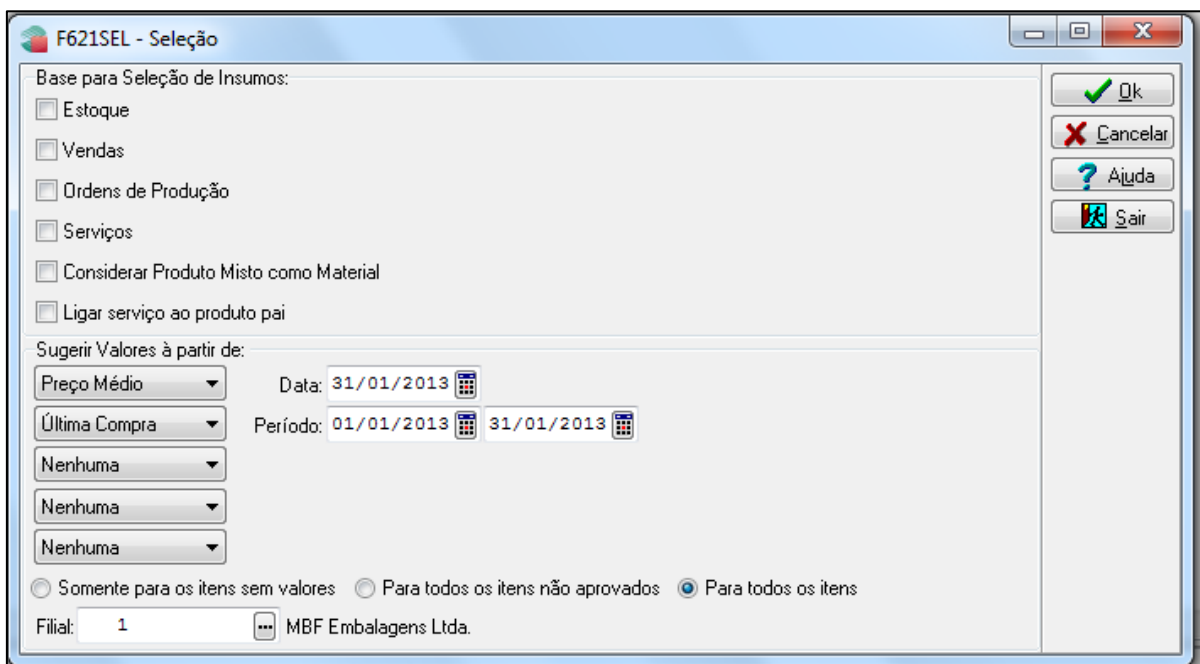 F621SEL - Seleção
Base para Seleção de Insumos:
Estoque
Vendas
Ordens de Produção
Serviços
Considerar Produto Misto como Material
Ligar serviço ao produto pai
Ok
Cancelar
Ajuda
Sair
Sugerir Valores à partir de:
Preço Médio Data: 31/01/2013
Última Compra Período: 01/01/2013 31/01/2013
Nenhuma
Nenhuma
Nenhuma
Somente para os itens sem valores Para todos os itens não aprovados Para todos os itens
Filial: 1 ... MBF Embalagens Ltda.